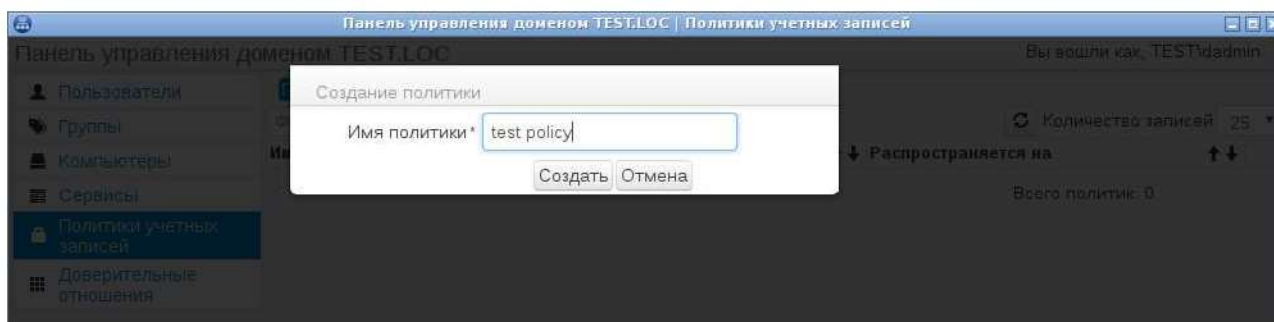 Панель управления доменом TEST.LOC | Политики учетных записей
Панель управления доменом TEST.LOC
Вы вошли как, TEST\dadmin
Пользователи
Группы
Компьютеры
Сервисы
Политики учетных
записей
Доверительные
отношения
Создание политики
Имя политики * test policy
Создать Отмена
Количество записей 25
Распространяется на
Всего политик: 0